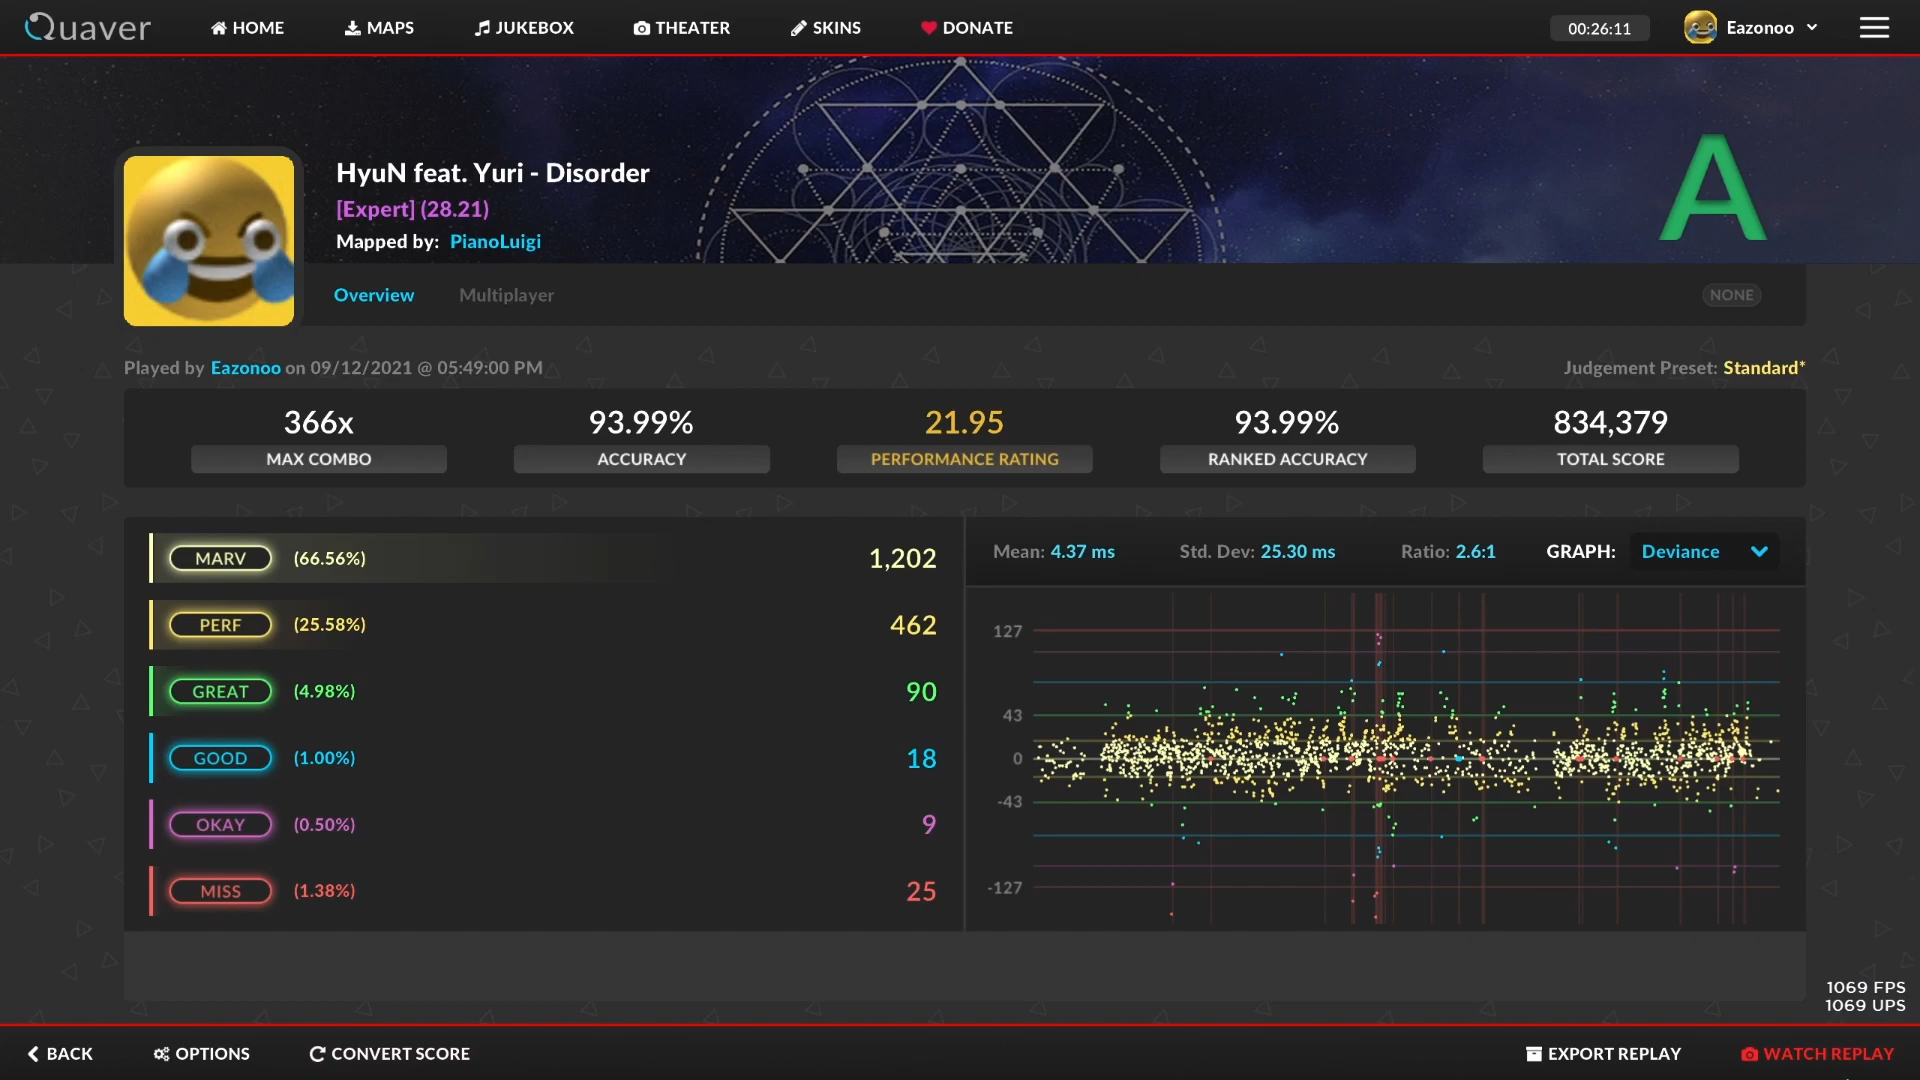 Quaver
HOME
MAPS
JUKEBOX
THEATER
SKINS
DONATE
00:26:11
Eazonoo
HyuN feat. Yuri - Disorder
[Expert] (28.21)
Mapped by: PianoLuigi
A
Overview
Multiplayer
NONE
Played by Eazonoo on 09/12/2021 @ 05:49:00 PM
Judgement Preset: Standard*
366x
MAX COMBO
93.99%
ACCURACY
21.95
PERFORMANCE RATING
93.99%
RANKED ACCURACY
834,379
TOTAL SCORE
MARV (66.56%) 1,202
PERF (25.58%) 462
GREAT (4.98%) 90
GOOD (1.00%) 18
OKAY (0.50%) 9
MISS (1.38%) 25
Mean: 4.37 ms
Std. Dev: 25.30 ms
Ratio: 2.6:1
GRAPH: Deviance
127
43
0
-43
-127
1069 FPS
1069 UPS
BACK
OPTIONS
CONVERT SCORE
EXPORT REPLAY
WATCH REPLAY